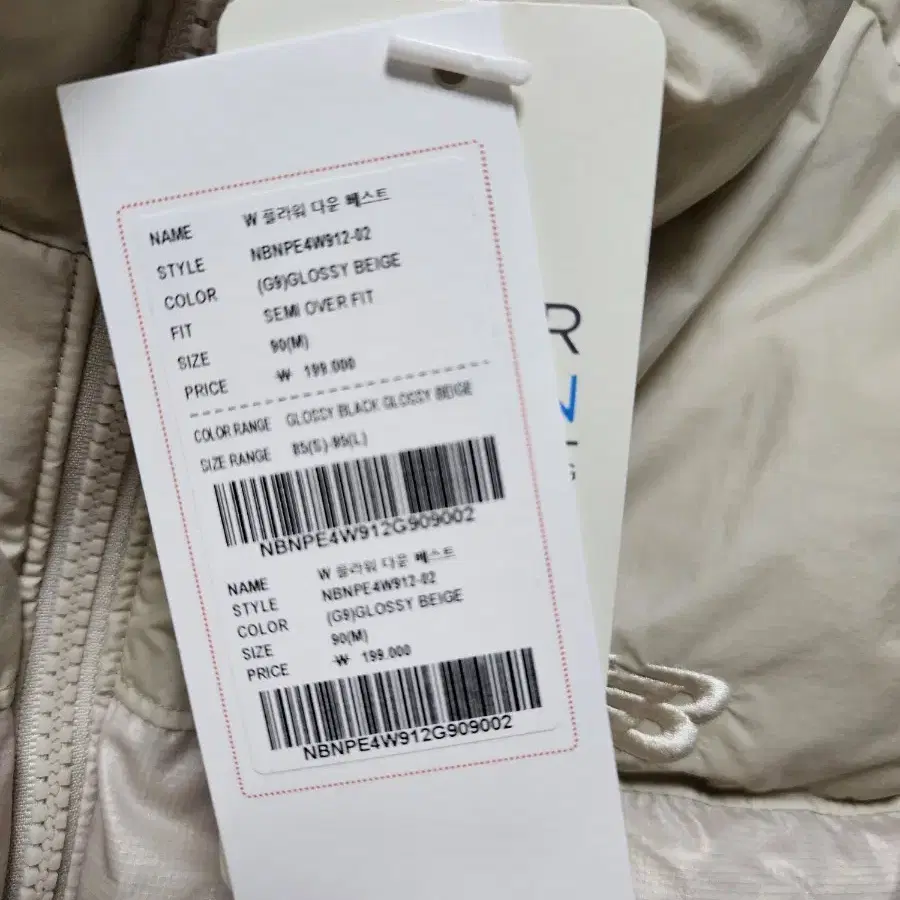 NAME W 플라워 다운 베스트
STYLE NBNPE4W912-02
COLOR (G9)GLOSSY BEIGE
FIT SEMI OVER FIT
SIZE 90(M)
PRICE ₩ 199.000
COLOR RANGE GLOSSY BLACK GLOSSY BEIGE
SIZE RANGE 85(S)-95(L)
NBNPE4W912G909002
NAME W 플라워 다운 베스트
STYLE NBNPE4W912-02
COLOR (G9)GLOSSY BEIGE
SIZE 90(M)
PRICE ₩ 199.000
NBNPE4W912G909002
R
N
G